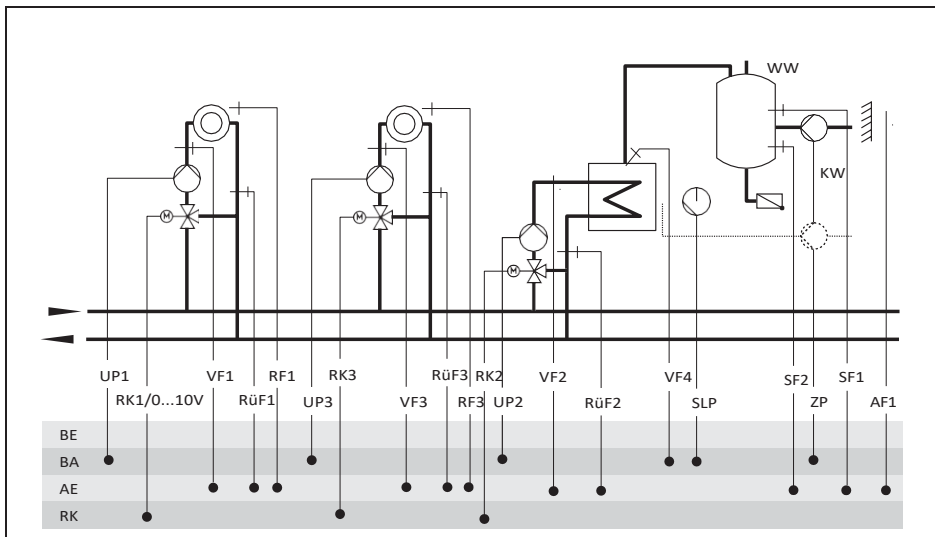 WW
KW
M
M
M
UP1 VF1 RF1 RK3 RüF3 RK2 VF2 VF4 SF2 SF1
RK1/0...10V RüF1 UP3 VF3 RF3 UP2 RüF2 SLP ZP AF1
BE
BA
AE
RK